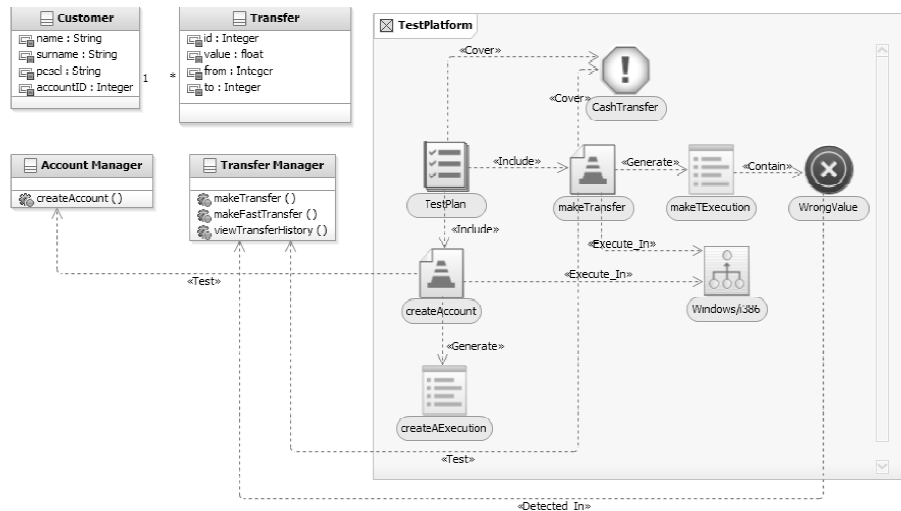 Customer
name : String
surname : String
pesel : String
accountID : Integer
1
*
Transfer
id : Integer
value : float
from : Integer
to : Integer
Account Manager
createAccount ( )
Transfer Manager
makeTransfer ( )
makeFastTransfer ( )
viewTransferHistory ( )
TestPlatform
«Cover»
CashTransfer
«Cover»
TestPlan
«Include»
makeTransfer
«Generate»
makeTExecution
«Contain»
WrongValue
«Include»
«Execute_In»
«Test»
createAccount
«Execute_In»
Windows/i386
«Generate»
createAExecution
«Test»
«Detected_In»